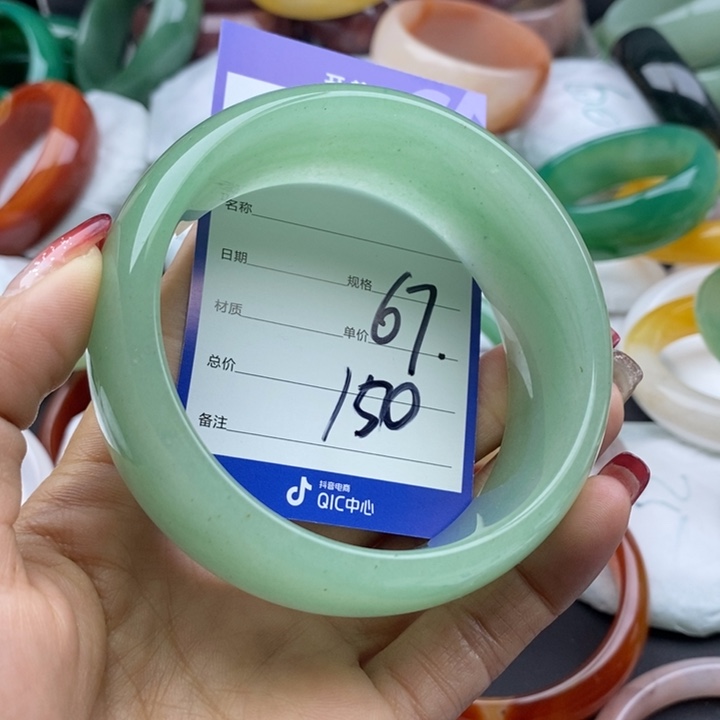 名称
日期
规格 67.
材质
单价
总价 150
备注
抖音电商
QIC中心